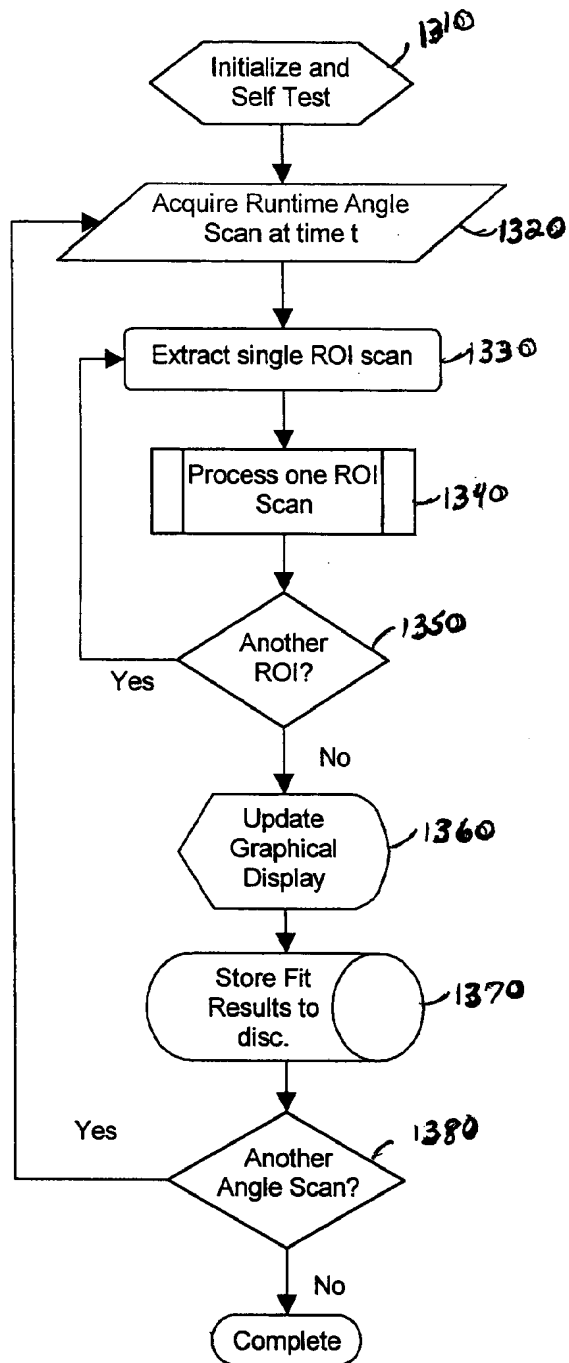 1310
Initialize and
Self Test
Acquire Runtime Angle
Scan at time t
1320
Extract single ROI scan
1330
Process one ROI
Scan
1340
1350
Another
ROI?
Yes
No
Update
Graphical
Display
1360
Store Fit
Results to
disc.
1370
Yes
1380
Another
Angle Scan?
No
Complete